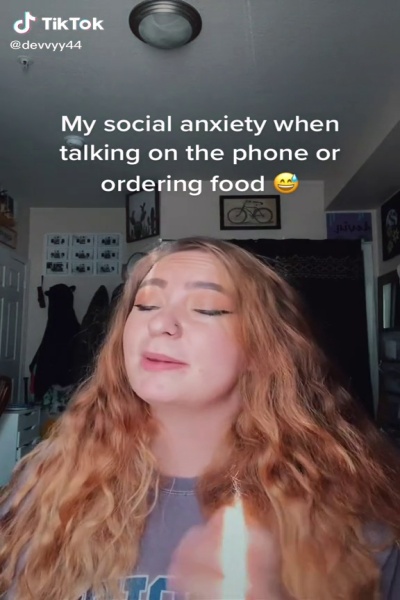 TikTok
@devvyy44
My social anxiety when
talking on the phone or
ordering food 😅